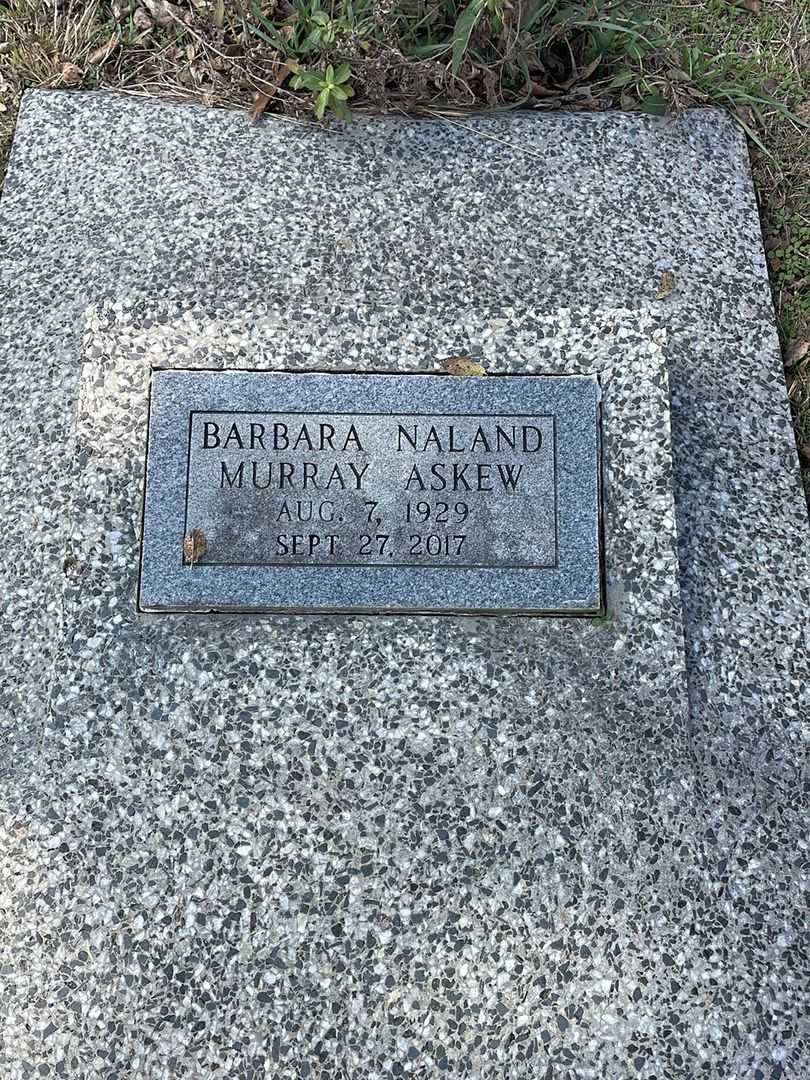 BARBARA NALAND
MURRAY ASKEW
AUG. 7, 1929
SEPT. 27, 2017